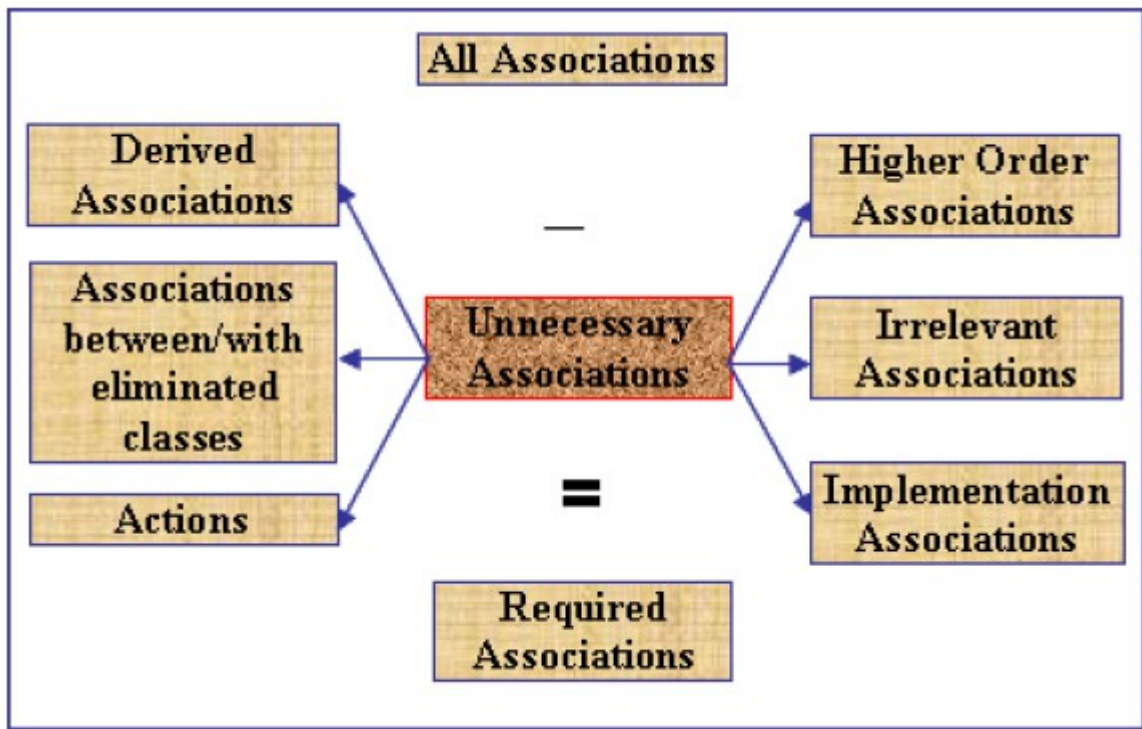 All Associations
Derived
Associations
Higher Order
Associations
—
Associations
between/with
eliminated
classes
Unnecessary
Associations
Irrelevant
Associations
=
Actions
Implementation
Associations
Required
Associations